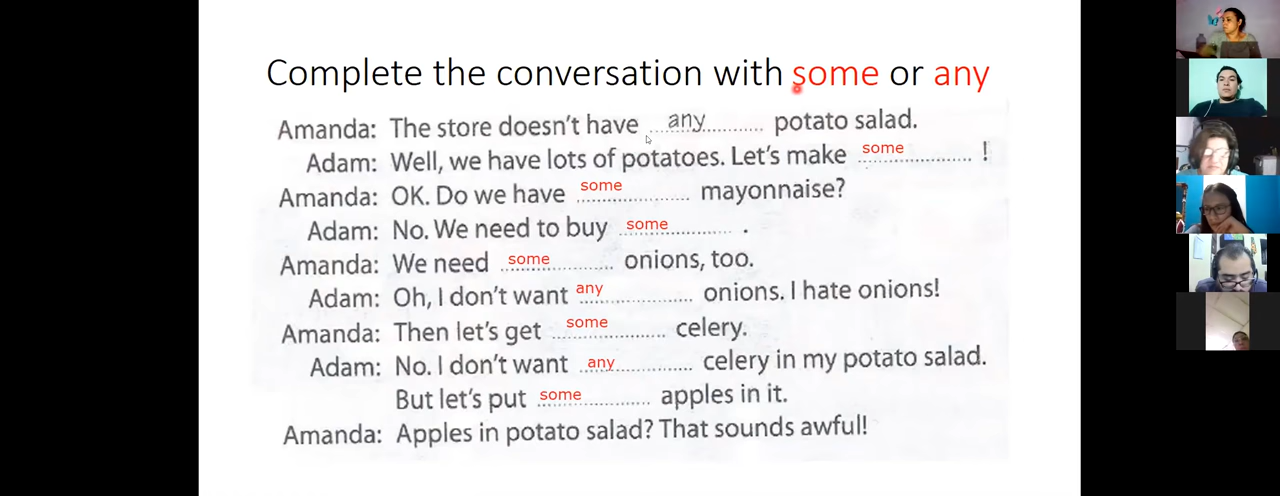 Complete the conversation with some or any
Amanda: The store doesn't have any potato salad.
Adam: Well, we have lots of potatoes. Let's make some !
Amanda: OK. Do we have some mayonnaise?
Adam: No. We need to buy some .
Amanda: We need some onions, too.
Adam: Oh, I don't want any onions. I hate onions!
Amanda: Then let's get some celery.
Adam: No. I don't want any celery in my potato salad.
But let's put some apples in it.
Amanda: Apples in potato salad? That sounds awful!